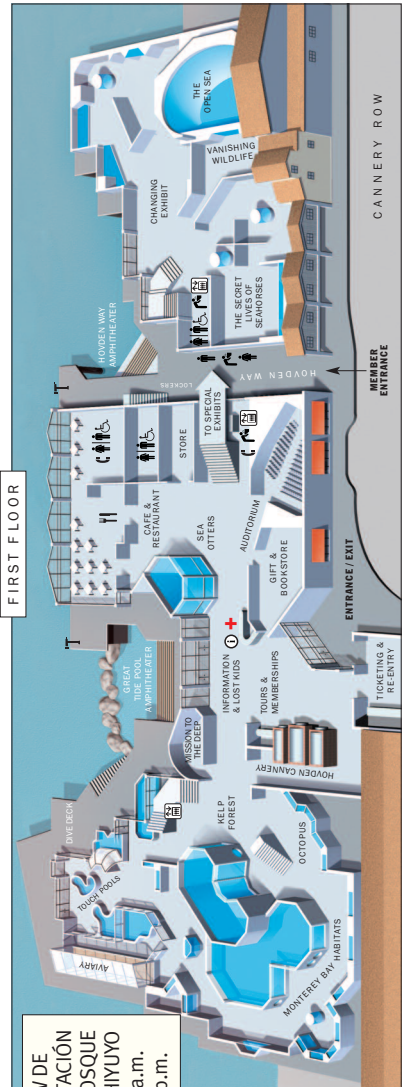 FIRST FLOOR
THE
OPEN SEA
VANISHING
WILDLIFE
CHANGING
EXHIBIT
THE SECRET
LIVES OF
SEAHORSES
CANNERY ROW
HOVDEN WAY
AMPHITHEATER
HOVDEN WAY
MEMBER
ENTRANCE
LOCKERS
TO SPECIAL
EXHIBITS
STORE
CAFE &
RESTAURANT
SEA
OTTERS
AUDITORIUM
GIFT &
BOOKSTORE
ENTRANCE / EXIT
GREAT
TIDE POOL
AMPHITHEATER
i
INFORMATION
& LOST KIDS
TOURS &
MEMBERSHIPS
TICKETING &
RE-ENTRY
MISSION TO
THE DEEP
HOVDEN CANNERY
DIVE DECK
TOUCH POOLS
AVIARY
KELP
FOREST
OCTOPUS
MONTEREY BAY HABITATS
DE
TACIÓN
OSQUE
HUYUYO
a.m.
p.m.